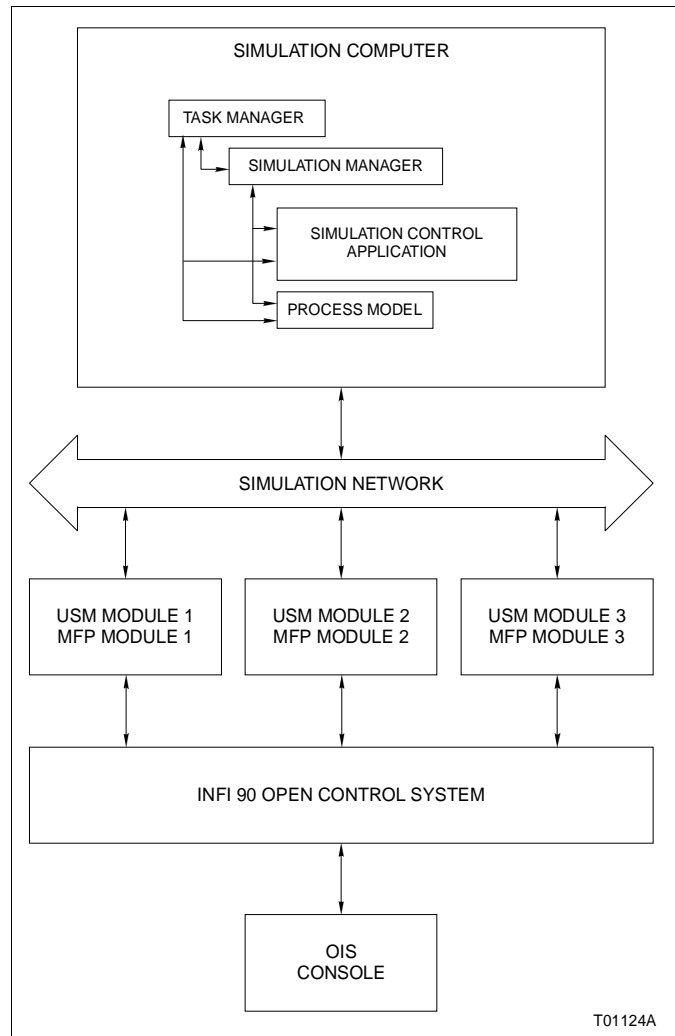 SIMULATION COMPUTER
TASK MANAGER
SIMULATION MANAGER
SIMULATION CONTROL
APPLICATION
PROCESS MODEL
SIMULATION NETWORK
USM MODULE 1
MFP MODULE 1
USM MODULE 2
MFP MODULE 2
USM MODULE 3
MFP MODULE 3
INFI 90 OPEN CONTROL SYSTEM
OIS
CONSOLE
T01124A